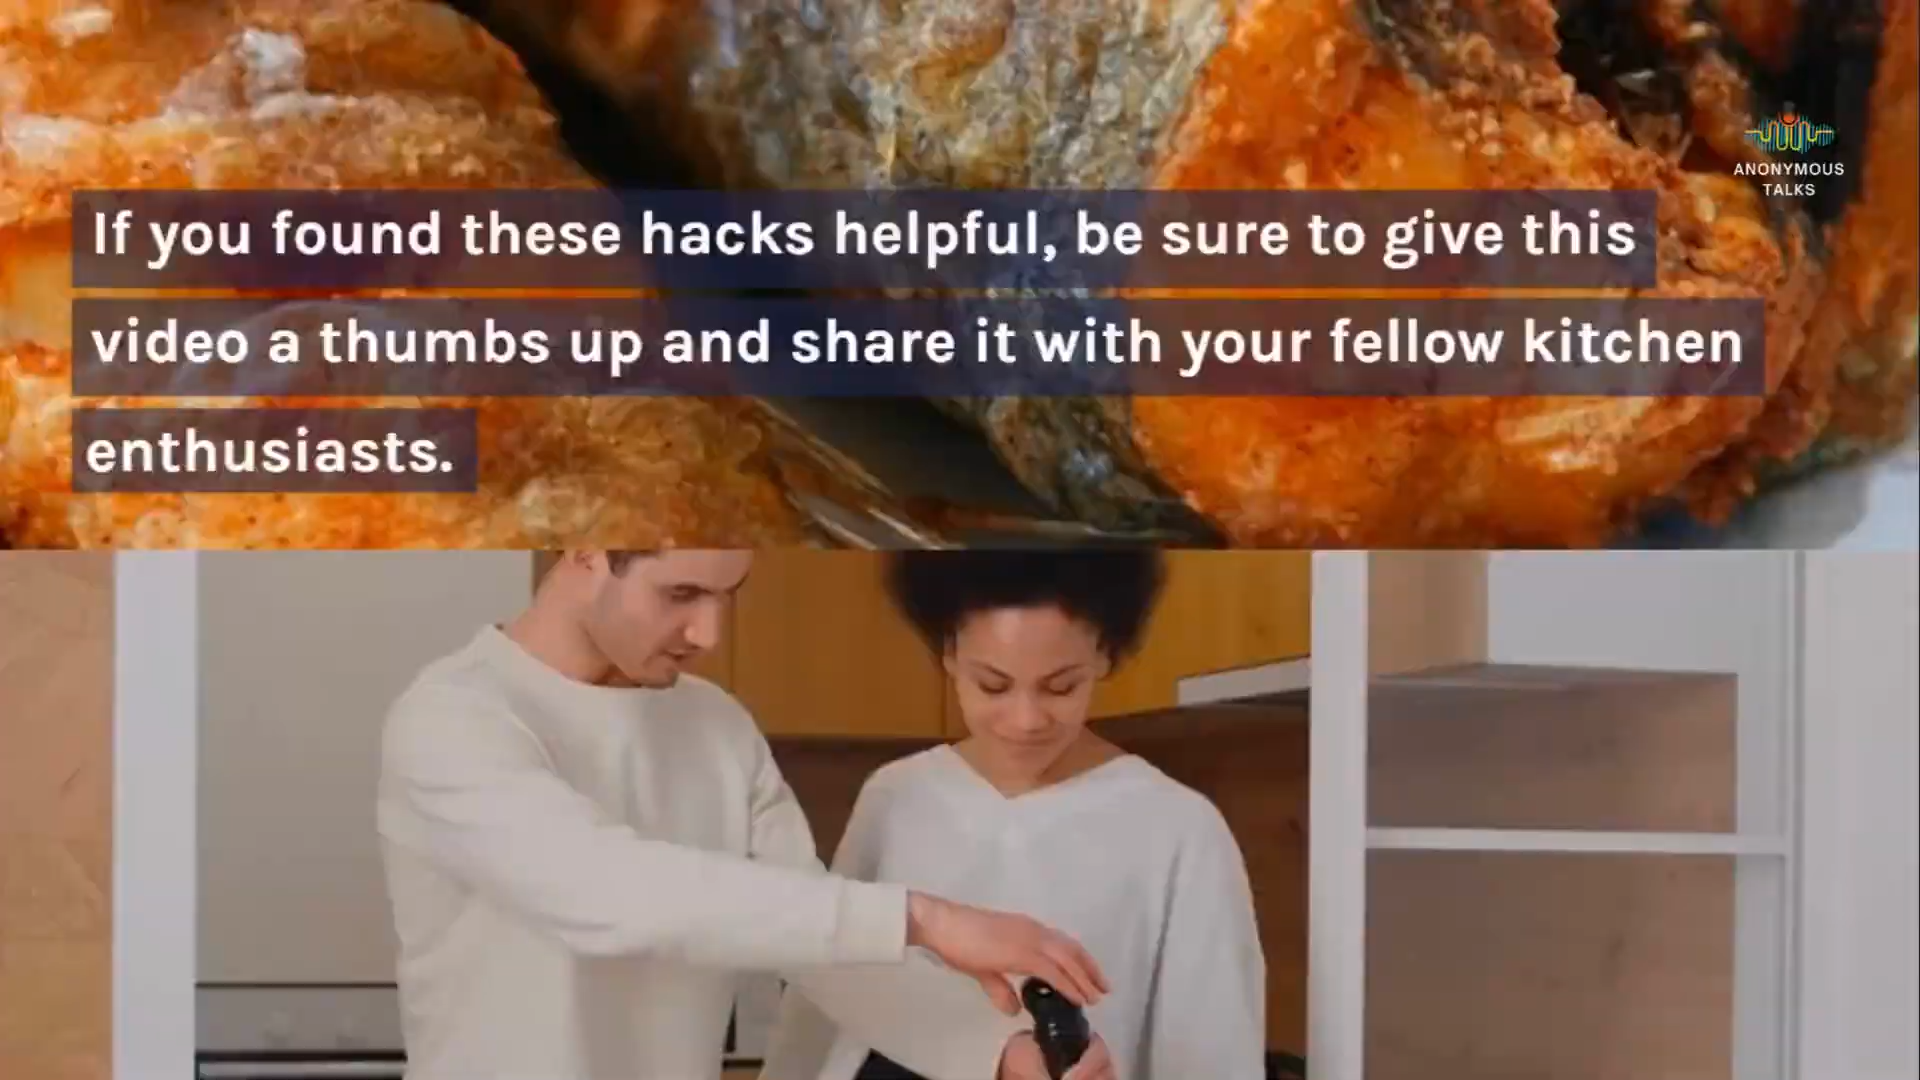 If you found these hacks helpful, be sure to give this
video a thumbs up and share it with your fellow kitchen
enthusiasts.
ANONYMOUS
TALKS